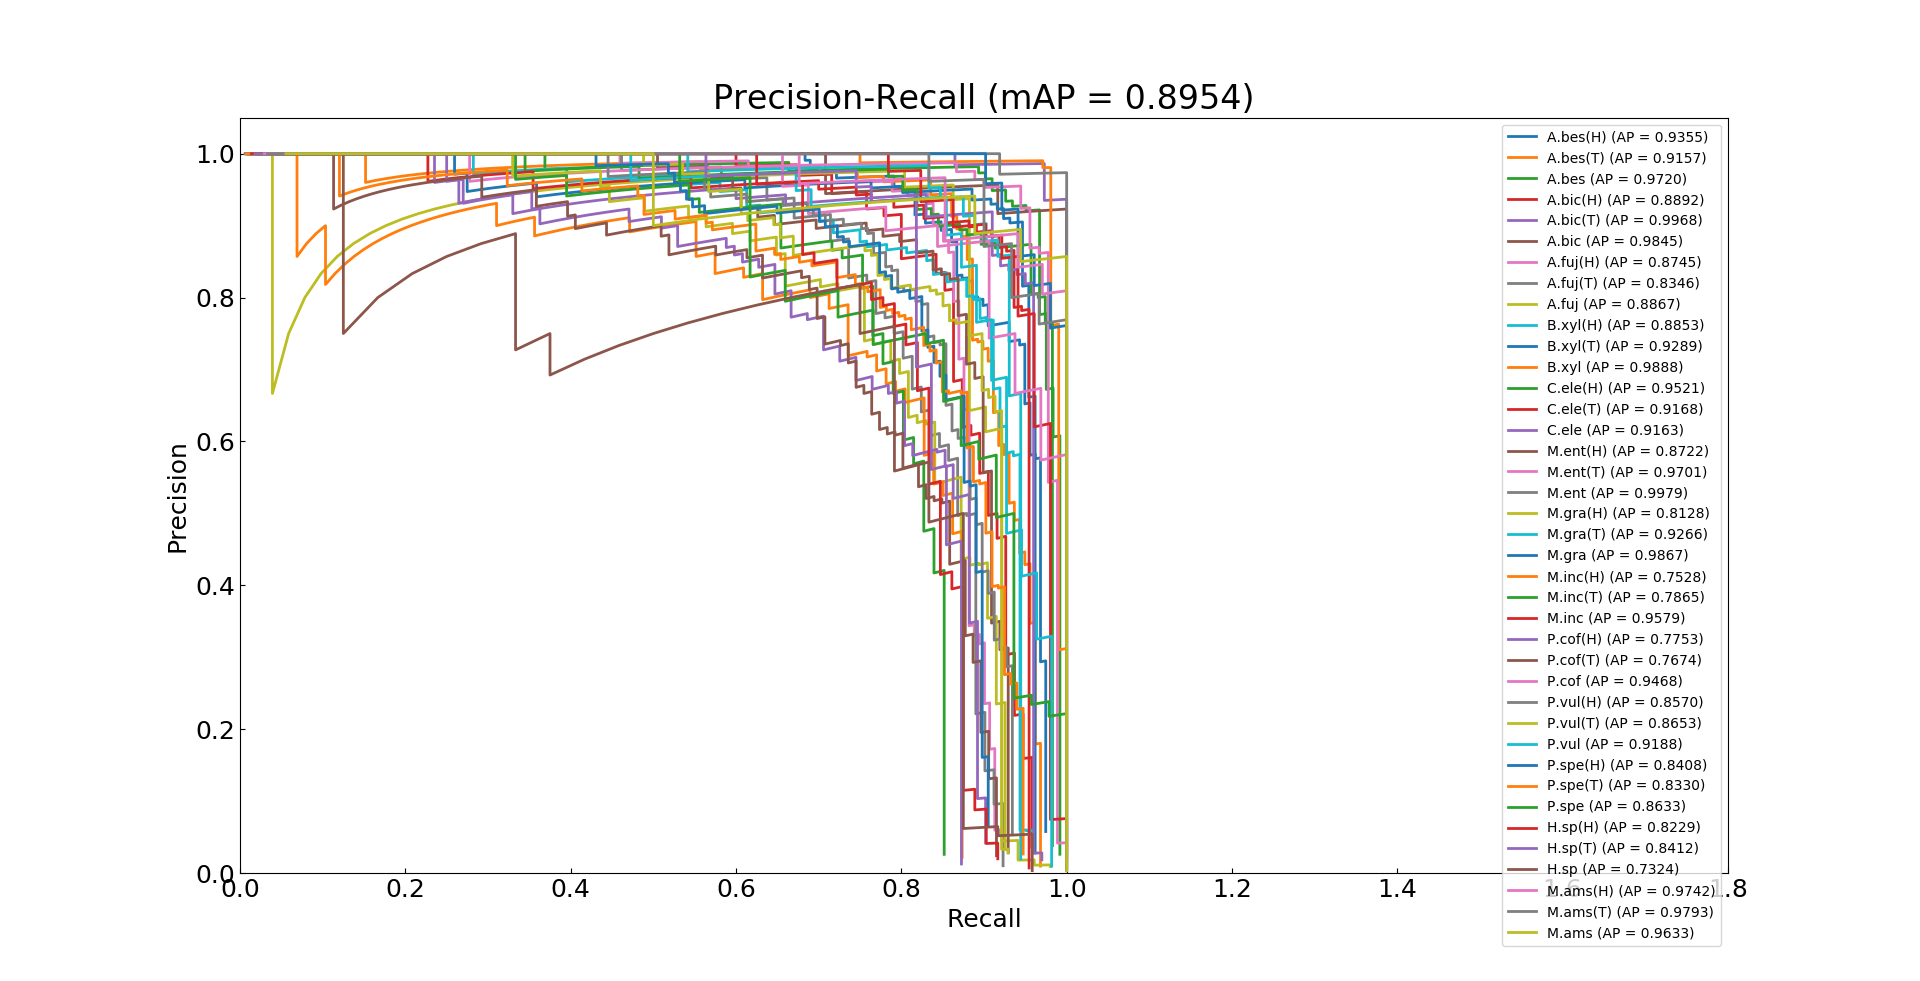 Precision-Recall (mAP = 0.8954)
Precision
1.0
0.8
0.6
0.4
0.2
0.0
0.0 0.2 0.4 0.6 0.8 1.0 1.2 1.4 1.6 1.8
Recall
A.bes(H) (AP = 0.9355)
A.bes(T) (AP = 0.9157)
A.bes (AP = 0.9720)
A.bic(H) (AP = 0.8892)
A.bic(T) (AP = 0.9968)
A.bic (AP = 0.9845)
A.fuj(H) (AP = 0.8745)
A.fuj(T) (AP = 0.8346)
A.fuj (AP = 0.8867)
B.xyl(H) (AP = 0.8853)
B.xyl(T) (AP = 0.9289)
B.xyl (AP = 0.9888)
C.ele(H) (AP = 0.9521)
C.ele(T) (AP = 0.9168)
C.ele (AP = 0.9163)
M.ent(H) (AP = 0.8722)
M.ent(T) (AP = 0.9701)
M.ent (AP = 0.9979)
M.gra(H) (AP = 0.8128)
M.gra(T) (AP = 0.9266)
M.gra (AP = 0.9867)
M.inc(H) (AP = 0.7528)
M.inc(T) (AP = 0.7865)
M.inc (AP = 0.9579)
P.cof(H) (AP = 0.7753)
P.cof(T) (AP = 0.7674)
P.cof (AP = 0.9468)
P.vul(H) (AP = 0.8570)
P.vul(T) (AP = 0.8653)
P.vul (AP = 0.9188)
P.spe(H) (AP = 0.8408)
P.spe(T) (AP = 0.8330)
P.spe (AP = 0.8633)
H.sp(H) (AP = 0.8229)
H.sp(T) (AP = 0.8412)
H.sp (AP = 0.7324)
M.ams(H) (AP = 0.9742)
M.ams(T) (AP = 0.9793)
M.ams (AP = 0.9633)